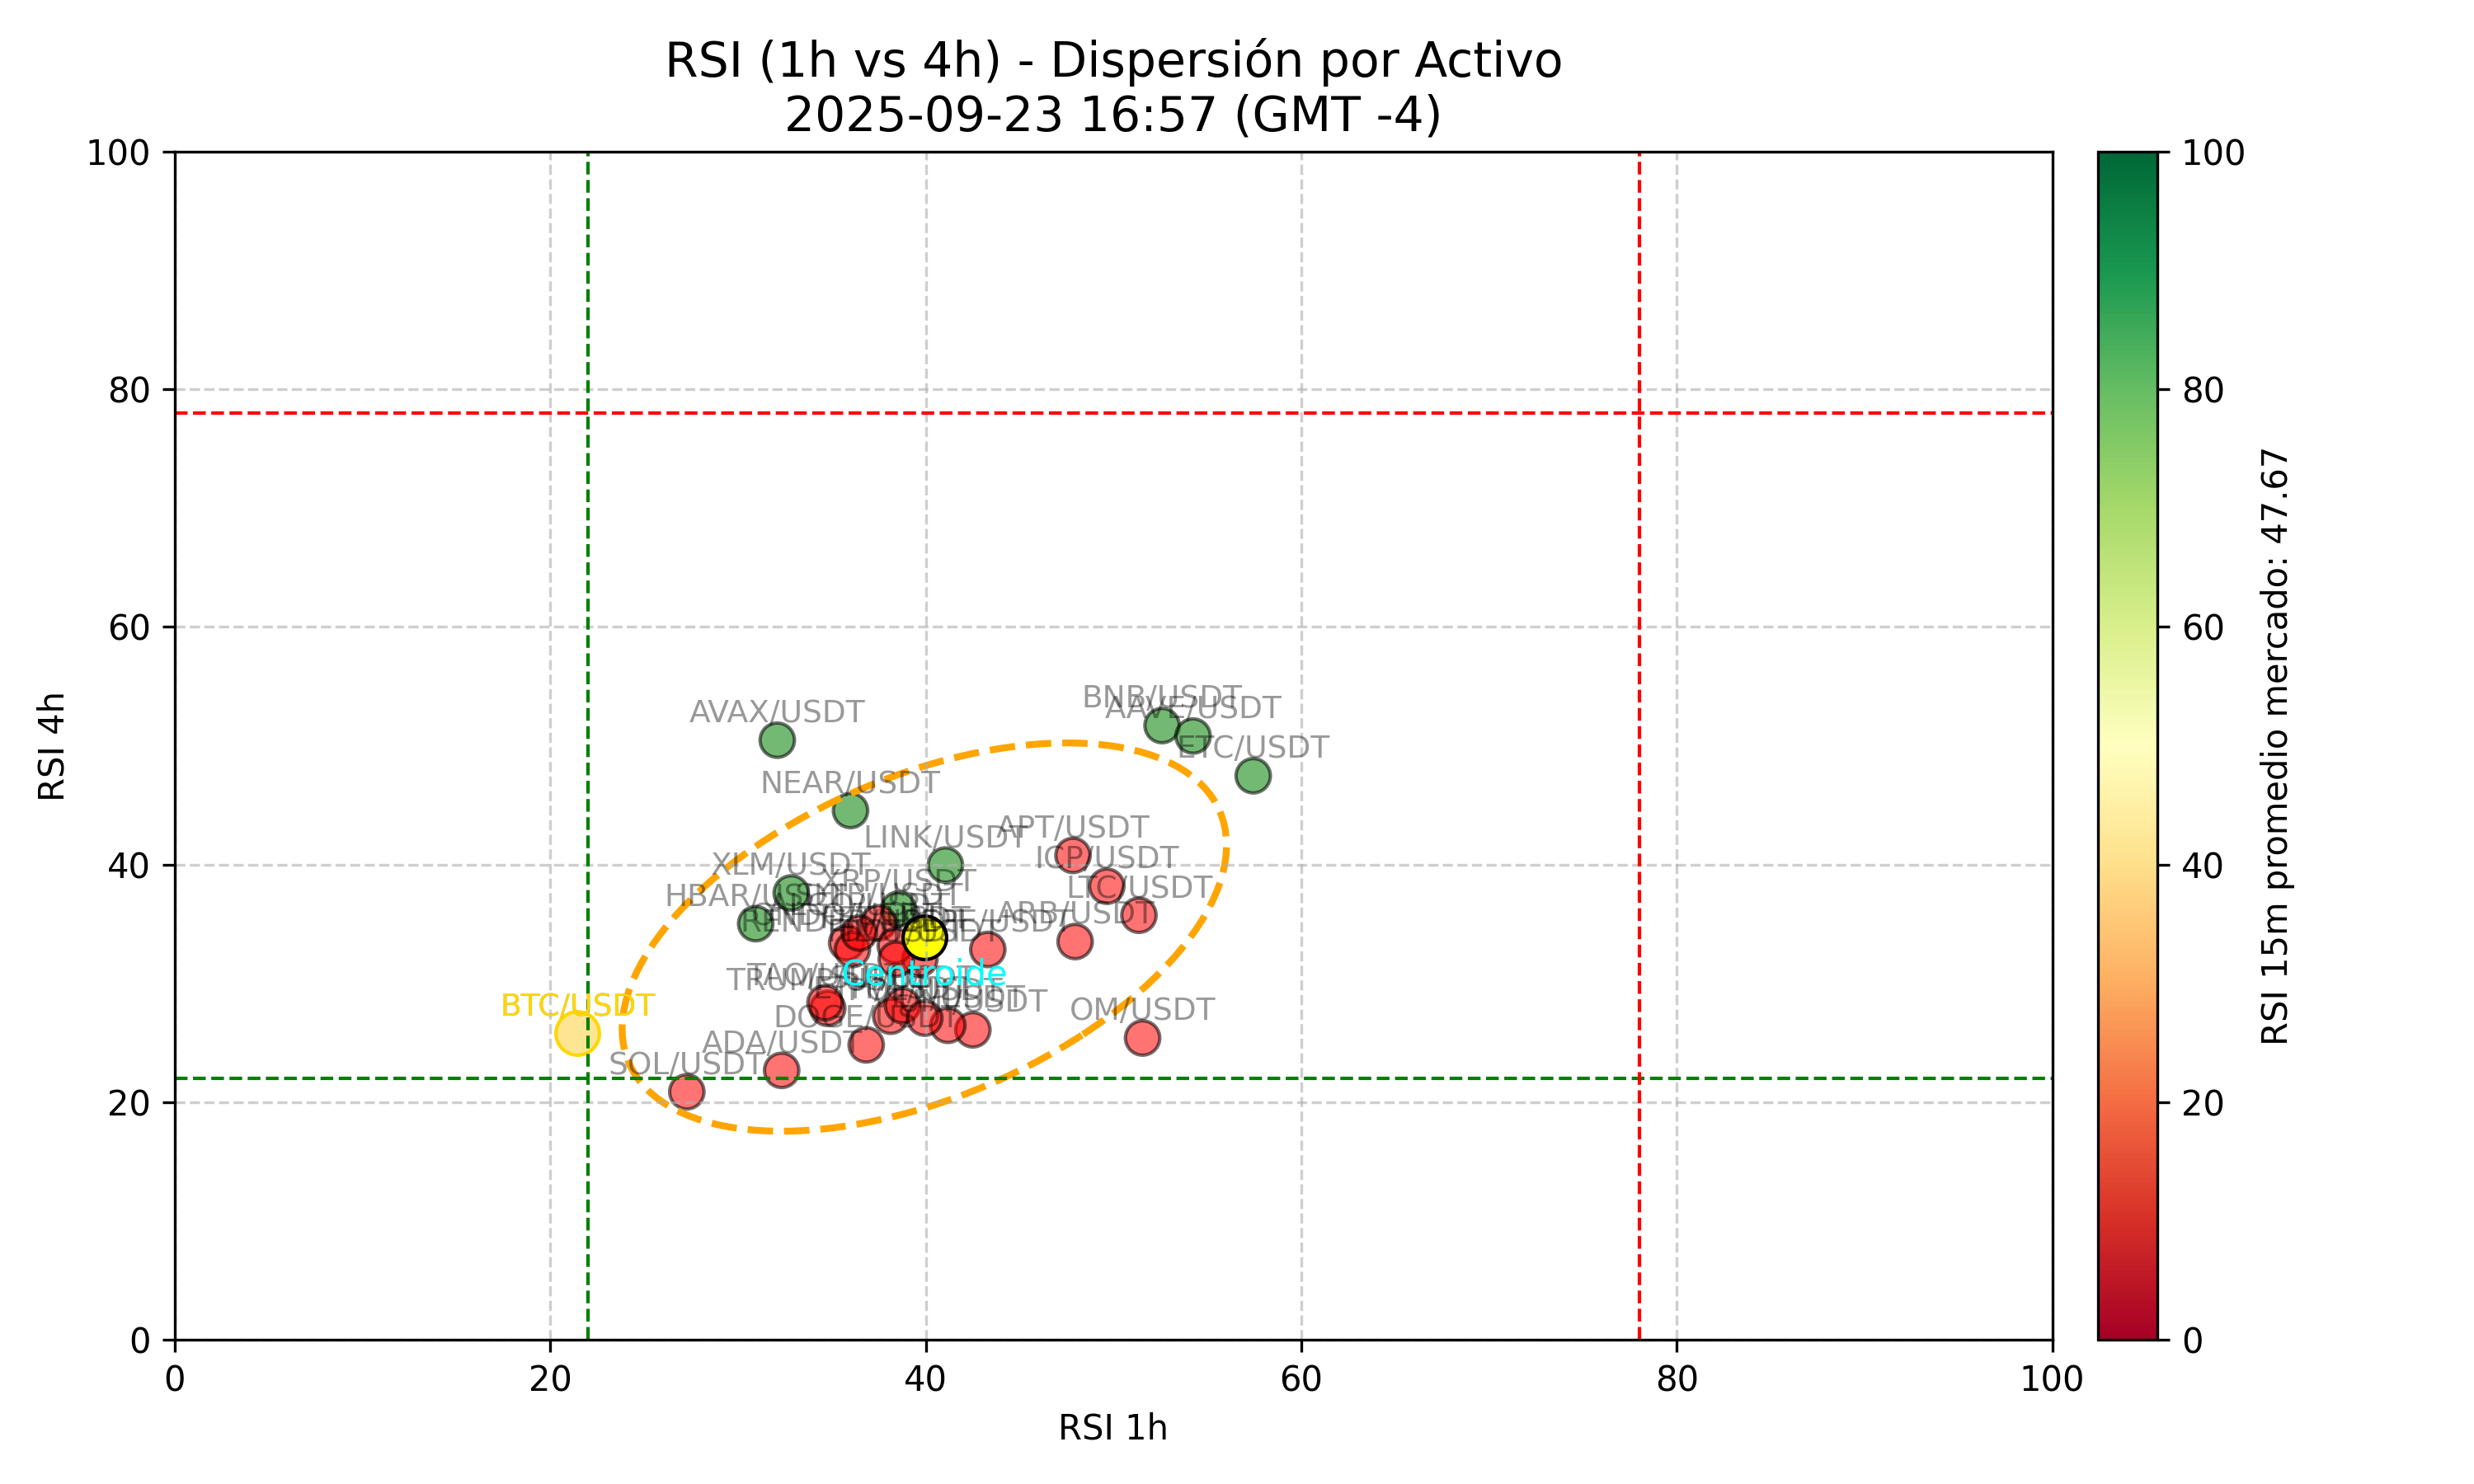 RSI (1h vs 4h) - Dispersión por Activo
2025-09-23 16:57 (GMT -4)
100
80
60
40
20
0
RSI 4h
0
20
40
60
80
100
RSI 1h
AVAX/USDT
BNB/USDT
AAVE/USDT
ETC/USDT
NEAR/USDT
LINK/USDT
APT/USDT
ICP/USDT
LTC/USDT
ARB/USDT
XLM/USDT
XRP/USDT
HBAR/USDT
TAO/USDT
Centroide
BTC/USDT
DOGE/USDT
OM/USDT
ADA/USD
SOL/USDT
100
80
60
40
20
0
RSI 15m promedio mercado: 47.67